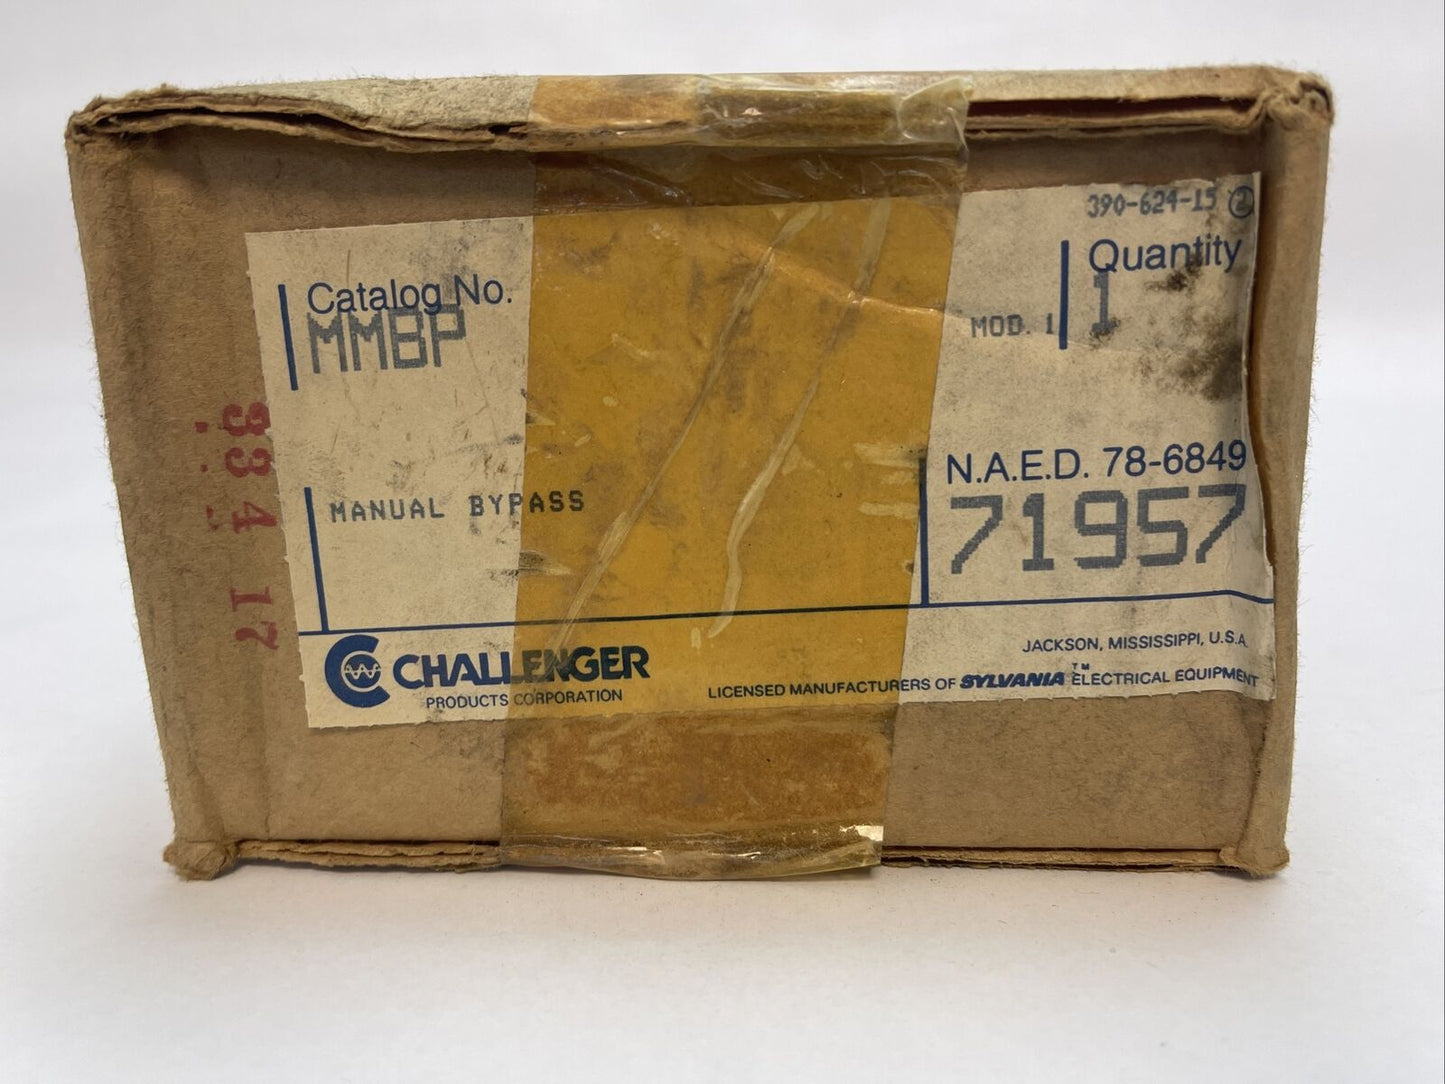 390-624-15 2
Catalog No.
MMBP
MOD. 1
Quantity
1
MANUAL BYPASS
N.A.E.D. 78-6849
71957
334 17
CHALLENGER
PRODUCTS CORPORATION
JACKSON, MISSISSIPPI, U.S.A.
LICENSED MANUFACTURERS OF SYLVANIA™ ELECTRICAL EQUIPMENT